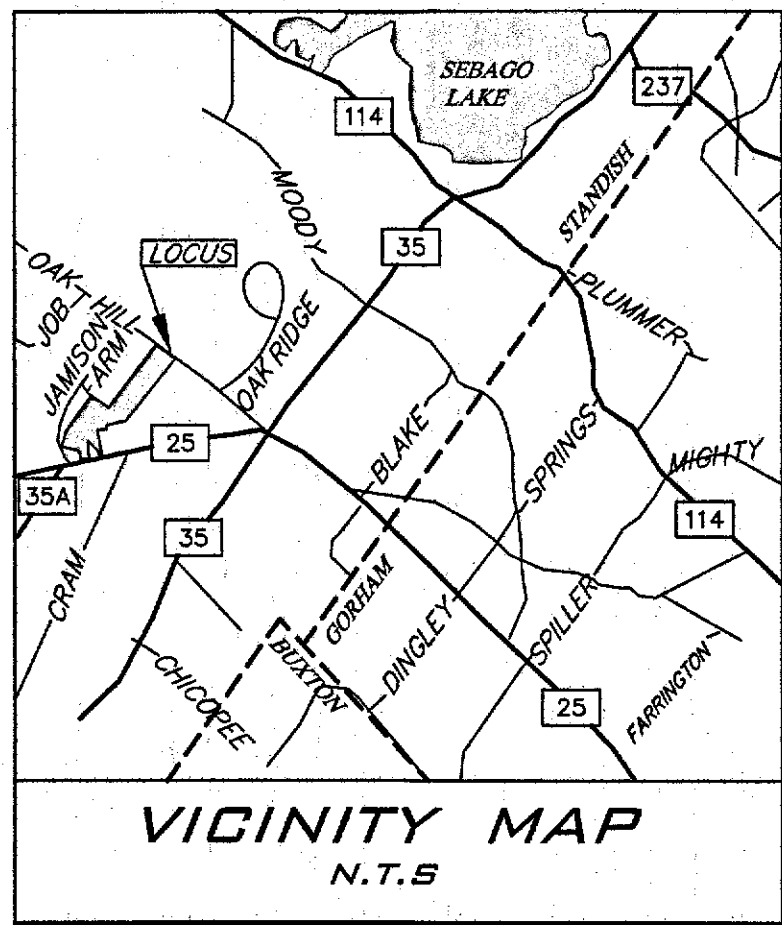 SEBAGO
LAKE
237
114
STANDISH
MOODY
35
LOCUS
OAK HILL
JOB
PLUMMER
JAMISON
FARM
OAK RIDGE
25
BLAKE
SPRINGS
MIGHTY
35A
35
114
CRAM
GORHAM
DINGLEY
SPILLER
BUXTON
CHICOPEE
25
FARRINGTON
VICINITY MAP
N.T.S